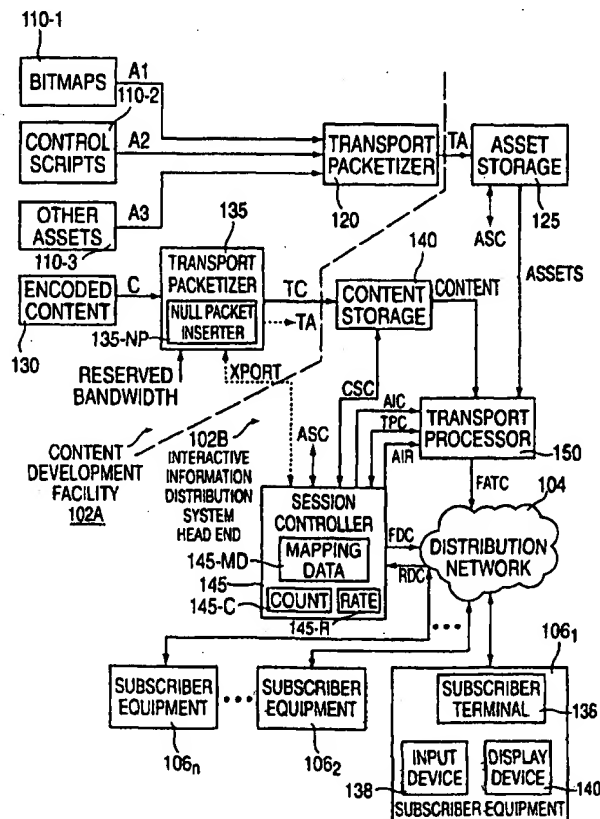 110-1
BITMAPS
A1
110-2
CONTROL
SCRIPTS
A2
OTHER
ASSETS
A3
110-3
TRANSPORT
PACKETIZER
120
TA
ASSET
STORAGE
125
ASC
ASSETS
ENCODED
CONTENT
130
C
135
TRANSPORT
PACKETIZER
NULL PACKET
INSERTER
135-NP
TC
TA
RESERVED
BANDWIDTH
XPORT
140
CONTENT
STORAGE
CONTENT
CSC
AIC
TPC
AIR
TRANSPORT
PROCESSOR
150
FATC
CONTENT
DEVELOPMENT
FACILITY
102A
102B
INTERACTIVE
INFORMATION
DISTRIBUTION
SYSTEM
HEAD END
ASC
SESSION
CONTROLLER
MAPPING
DATA
145-MD
145
COUNT
RATE
145-C
145-R
FDC
RDC
104
DISTRIBUTION
NETWORK
SUBSCRIBER
EQUIPMENT
106n
SUBSCRIBER
EQUIPMENT
1062
1061
SUBSCRIBER
TERMINAL
136
INPUT
DEVICE
138
DISPLAY
DEVICE
140
SUBSCRIBER EQUIPMENT